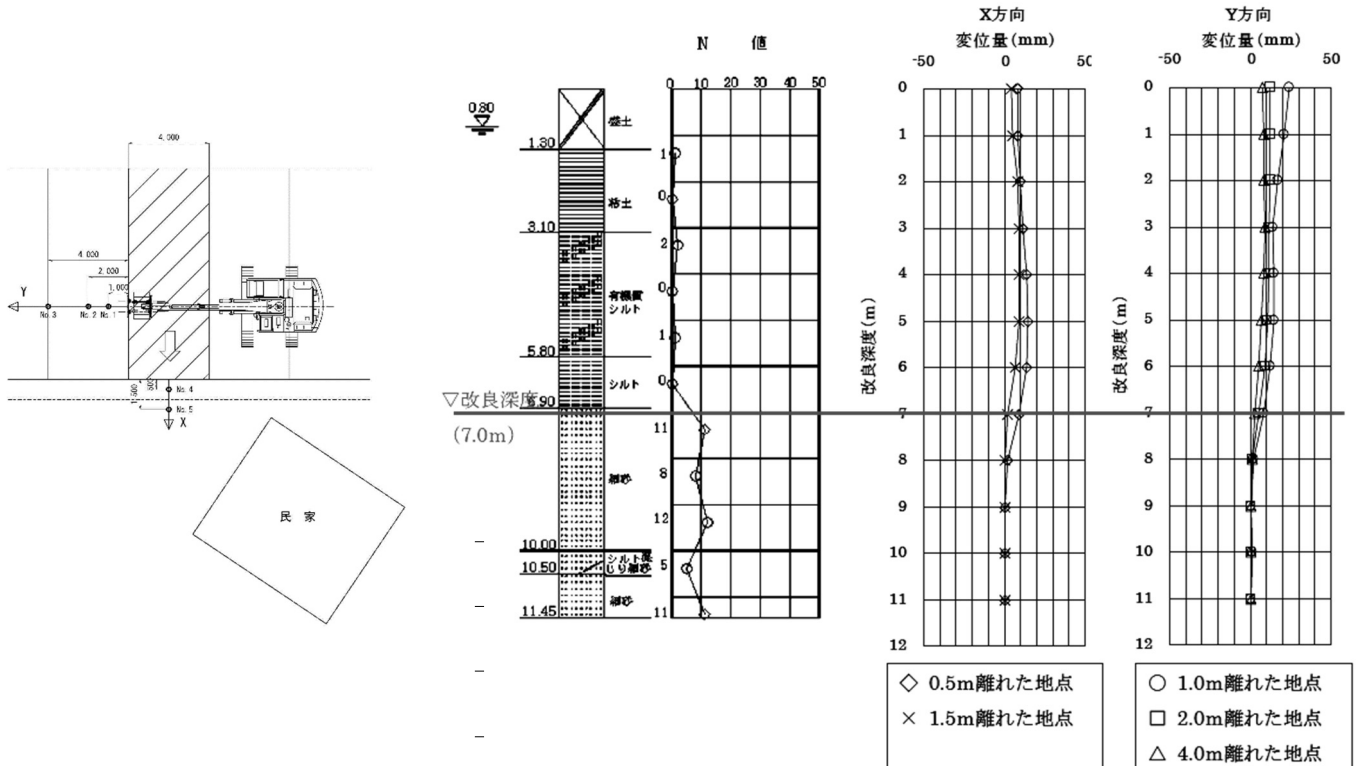 4,000
4,000
2,000
1,000
Y
No.3
No.2
No.1
500
1,500
No.4
No.5
X
民 家
N 値
0 10 20 30 40 50
0.80
盛土
1.30
1
粘土
0
3.10
2
有機質
シルト
0
1
5.80
シルト
0
6.90
▽改良深度
(7.0m)
11
細砂
8
12
10.00
シルト混
じり細砂
10.50
5
細砂
11.45
11
X方向
変位量(mm)
-50 0 50
改良深度(m)
0
1
2
3
4
5
6
7
8
9
10
11
12
◇ 0.5m離れた地点
× 1.5m離れた地点
Y方向
変位量(mm)
-50 0 50
改良深度(m)
0
1
2
3
4
5
6
7
8
9
10
11
12
○ 1.0m離れた地点
□ 2.0m離れた地点
△ 4.0m離れた地点